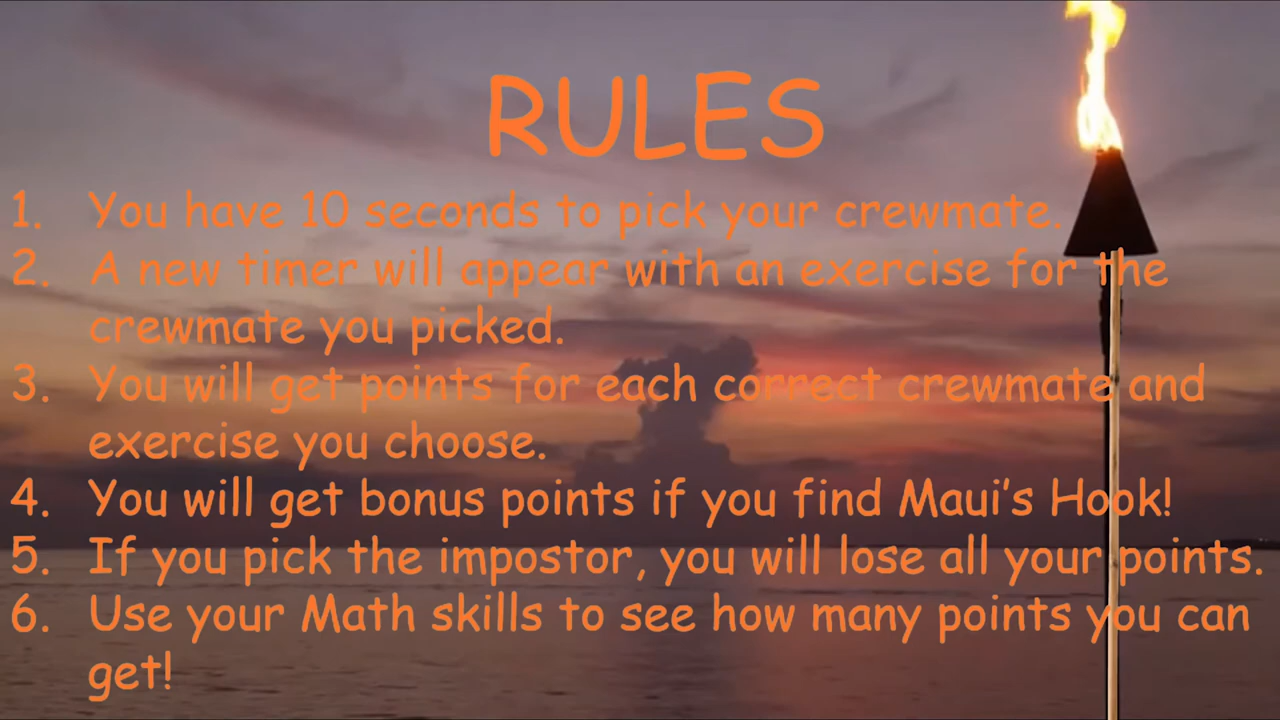 RULES
1. You have 10 seconds to pick your crewmate.
2. A new timer will appear with an exercise for the
crewmate you picked.
3. You will get points for each correct crewmate and
exercise you choose.
4. You will get bonus points if you find Maui’s Hook!
5. If you pick the impostor, you will lose all your points.
6. Use your Math skills to see how many points you can
get!